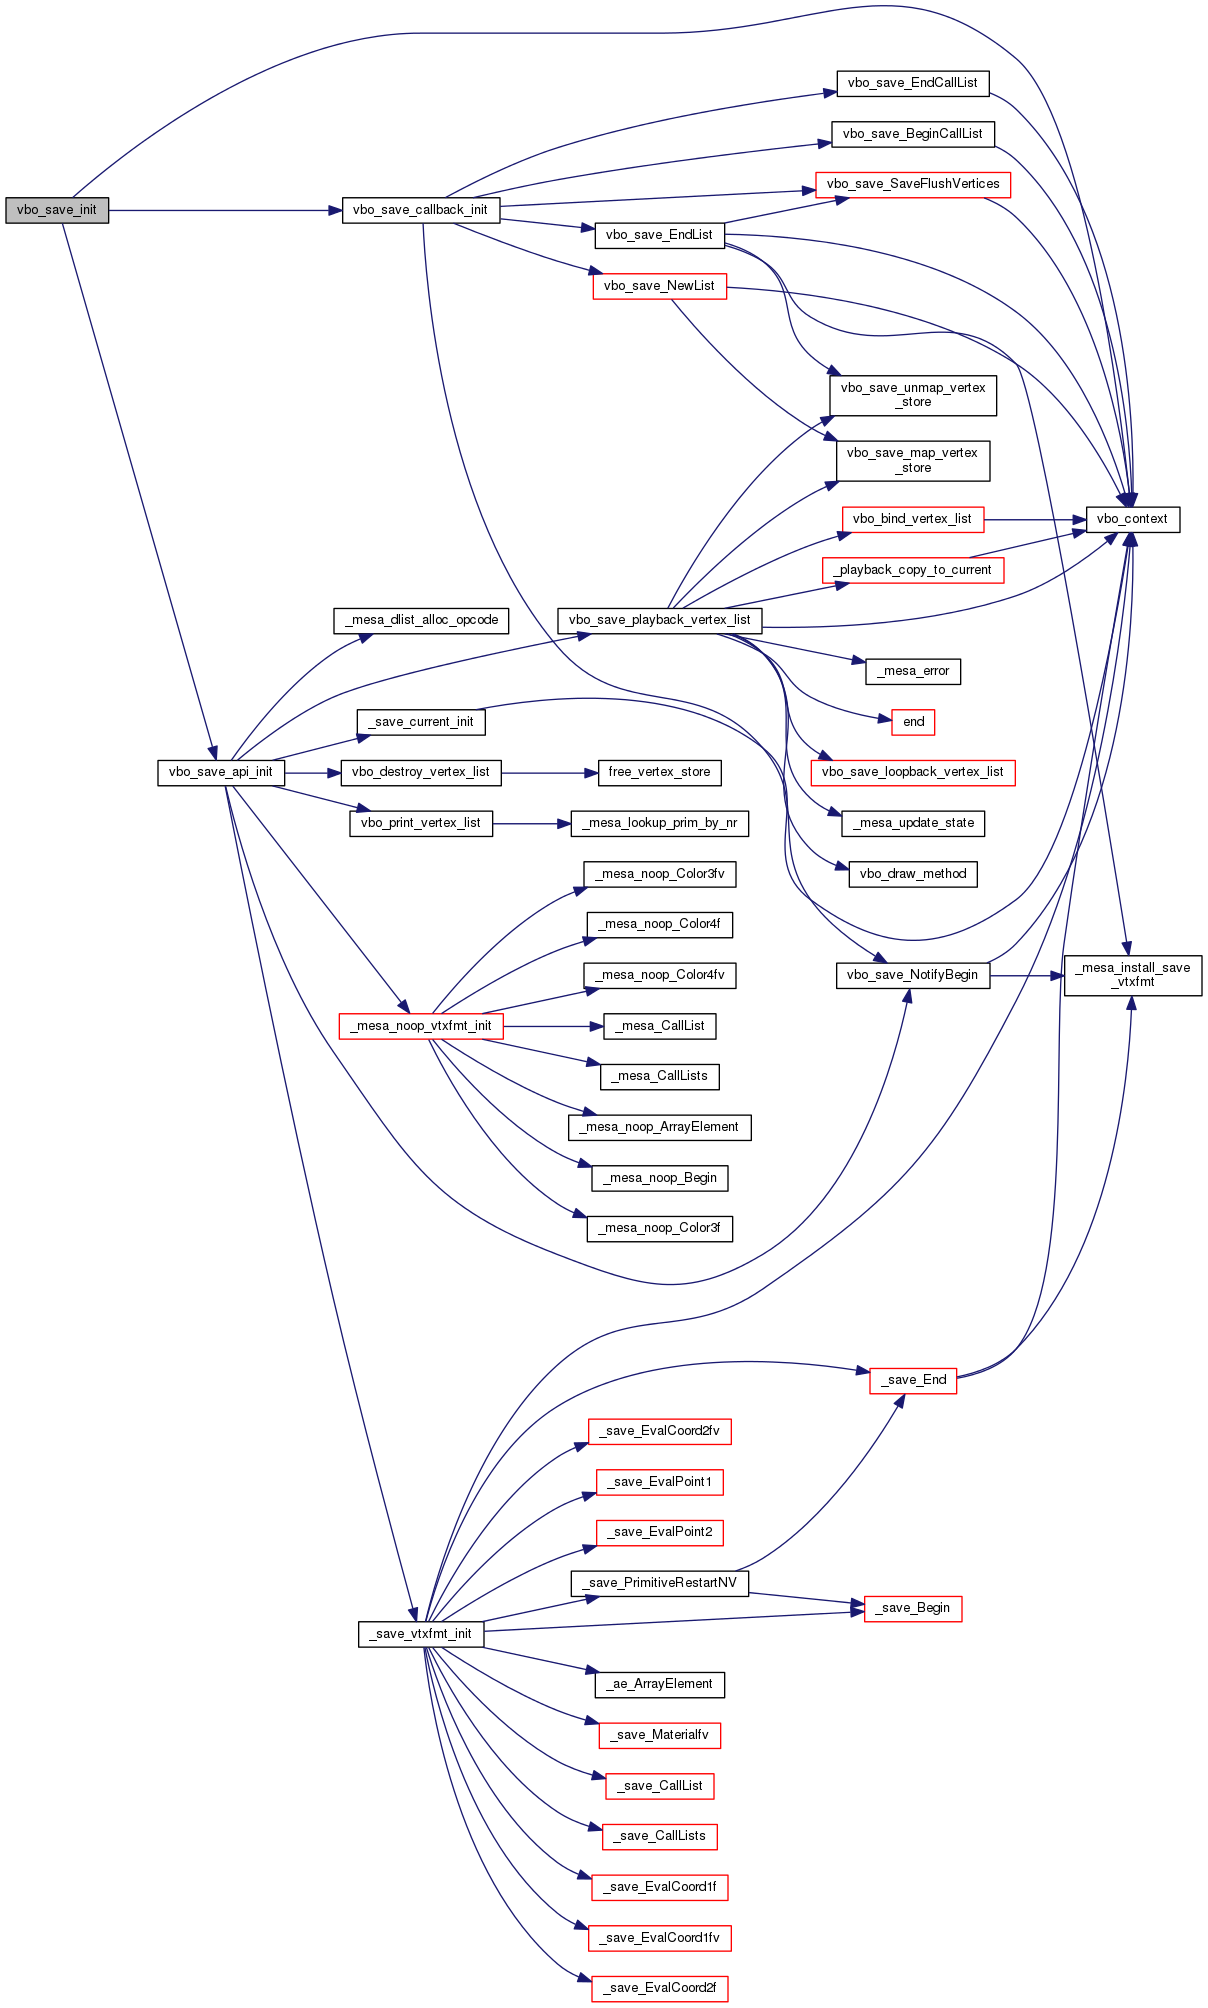 vbo_save_EndCallList
vbo_save_BeginCallList
vbo_save_SaveFlushVertices
vbo_save_init
vbo_save_callback_init
vbo_save_EndList
vbo_save_NewList
vbo_save_unmap_vertex
_store
vbo_save_map_vertex
_store
vbo_bind_vertex_list
vbo_context
_playback_copy_to_current
_mesa_dlist_alloc_opcode
vbo_save_playback_vertex_list
_mesa_error
_save_current_init
end
vbo_save_api_init
vbo_destroy_vertex_list
free_vertex_store
vbo_save_loopback_vertex_list
vbo_print_vertex_list
_mesa_lookup_prim_by_nr
_mesa_update_state
_mesa_noop_Color3fv
vbo_draw_method
_mesa_noop_Color4f
_mesa_noop_Color4fv
vbo_save_NotifyBegin
_mesa_install_save
_vtxfmt
_mesa_noop_vtxfmt_init
_mesa_CallList
_mesa_CallLists
_mesa_noop_ArrayElement
_mesa_noop_Begin
_mesa_noop_Color3f
_save_End
_save_EvalCoord2fv
_save_EvalPoint1
_save_EvalPoint2
_save_PrimitiveRestartNV
_save_Begin
_save_vtxfmt_init
_ae_ArrayElement
_save_Materialfv
_save_CallList
_save_CallLists
_save_EvalCoord1f
_save_EvalCoord1fv
_save_EvalCoord2f